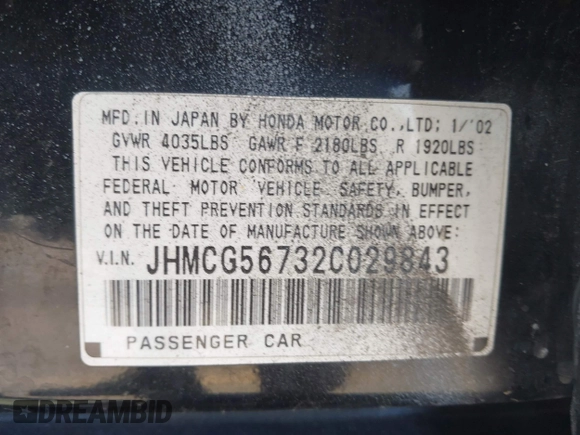 MFD. IN JAPAN BY HONDA MOTOR CO.,LTD; 1/'02
GVWR 4035LBS GAWR F 2180LBS R 1920LBS
THIS VEHICLE CONFORMS TO ALL APPLICABLE
FEDERAL MOTOR VEHICLE SAFETY, BUMPER,
AND THEFT PREVENTION STANDARDS IN EFFECT
ON THE DATE OF MANUFACTURE SHOWN ABOVE:
V.I.N. JHMCG56732C029843
PASSENGER CAR
DREAMBID